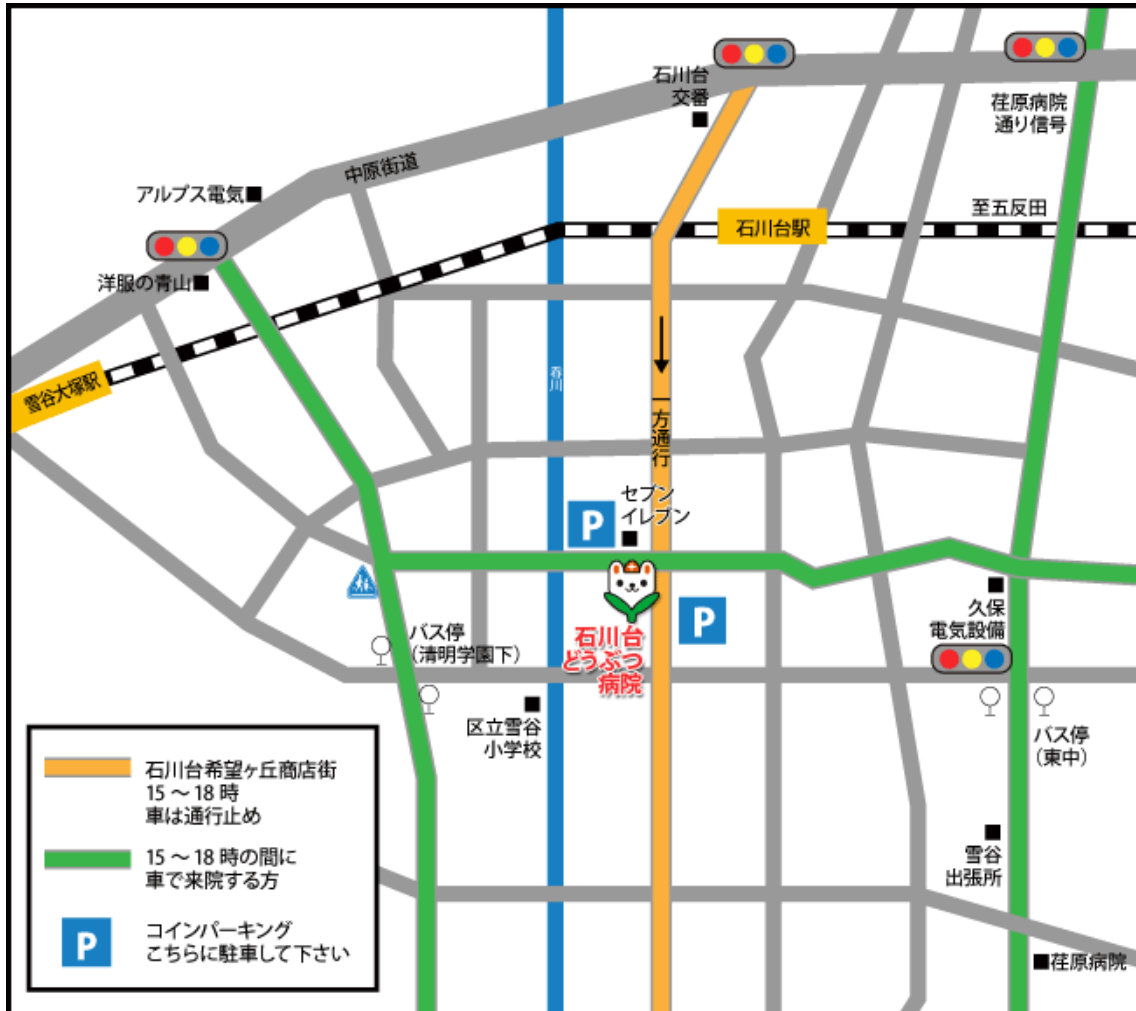 石川台
交番
荏原病院
通り信号
中原街道
アルプス電気■
至五反田
石川台駅
洋服の青山■
雪谷大塚駅
呑川
一方通行
セブン
イレブン
P
P
石川台
どうぶつ
病院
久保
電気設備
バス停
（清明学園下）
区立雪谷
小学校
バス停
（東中）
雪谷
出張所
■荏原病院
石川台希望ヶ丘商店街
15 ～ 18 時
車は通行止め
15 ～ 18 時の間に
車で来院する方
P
コインパーキング
こちらに駐車して下さい